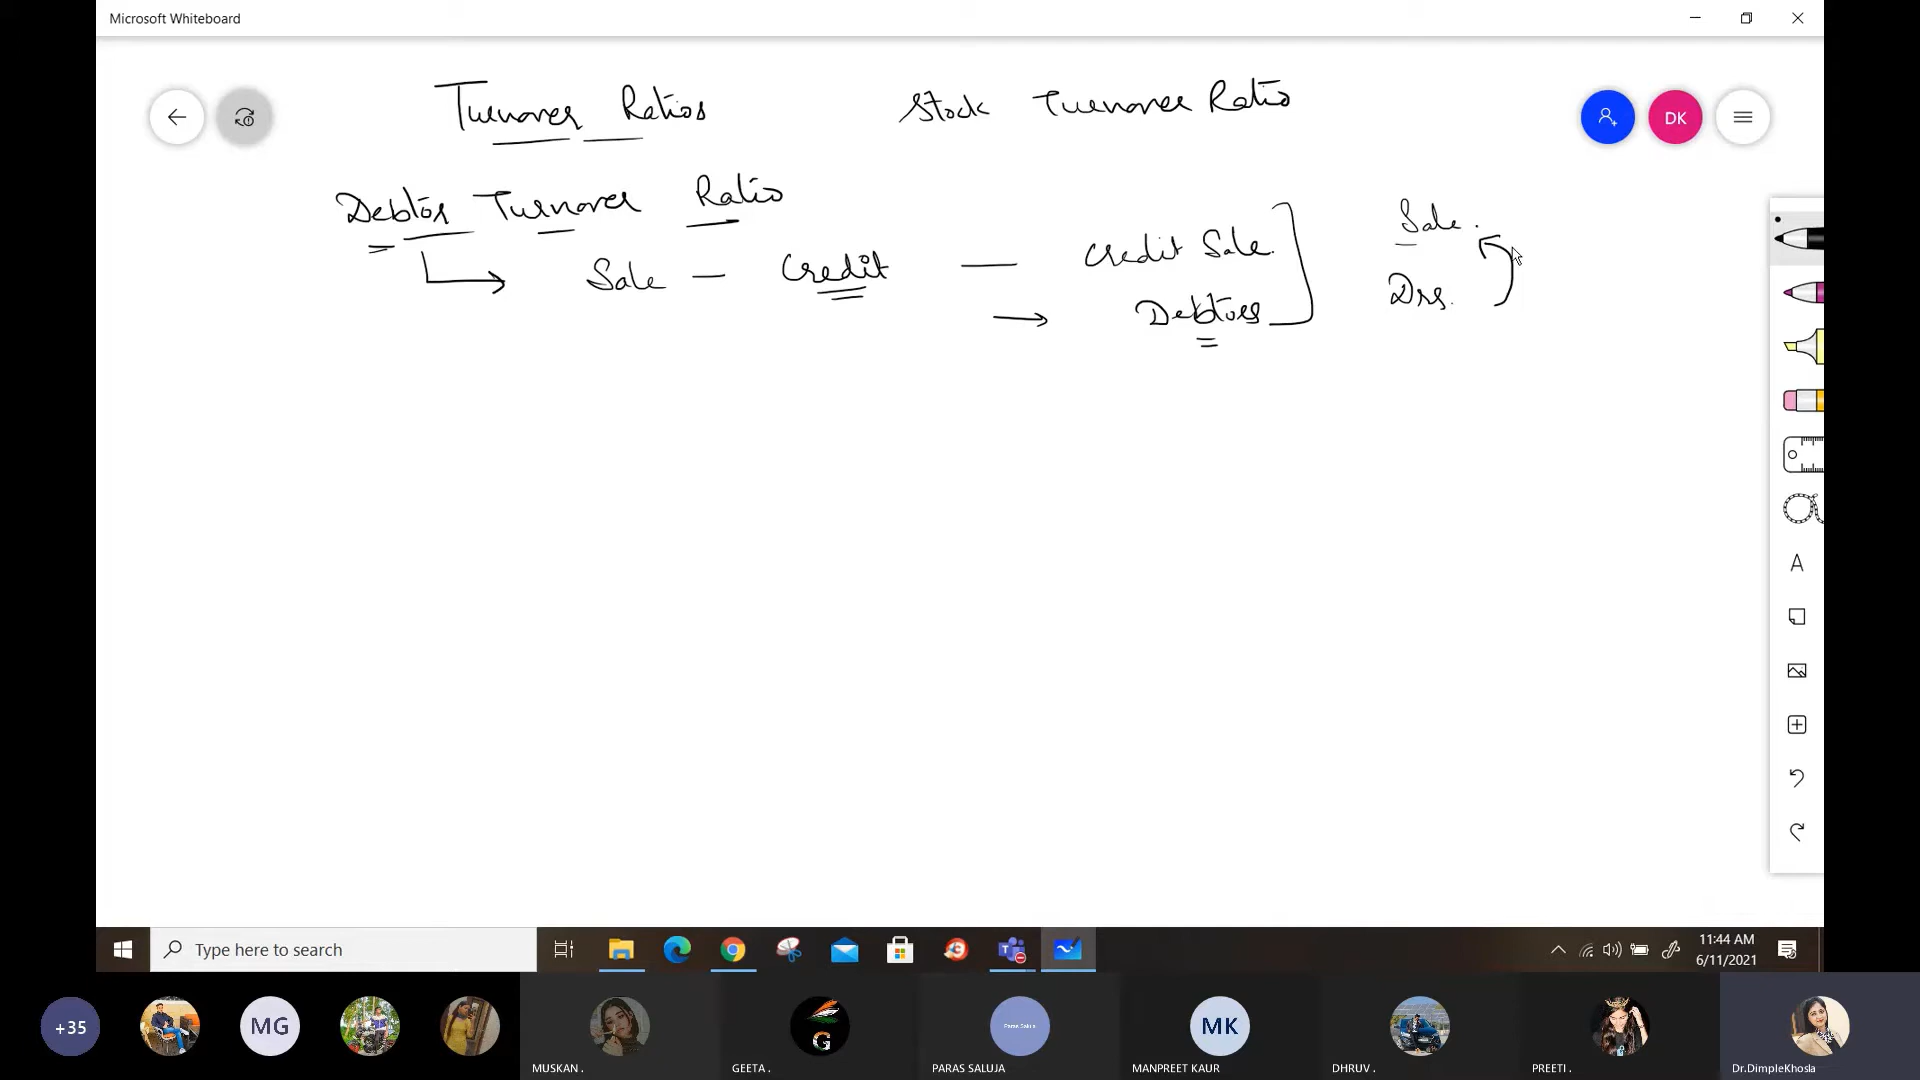 Microsoft Whiteboard
Turnover Ratios Stock Turnover Ratio
DK
Debtor Turnover Ratio
Sale - Credit - Credit Sale.
Debtors
Sale.
Drs.
A
Type here to search
11:44 AM
6/11/2021
+35
MG
G
Paras Saluja
MK
MUSKAN .
GEETA .
PARAS SALUJA
MANPREET KAUR
DHRUV .
PREETI .
Dr.DimpleKhosla